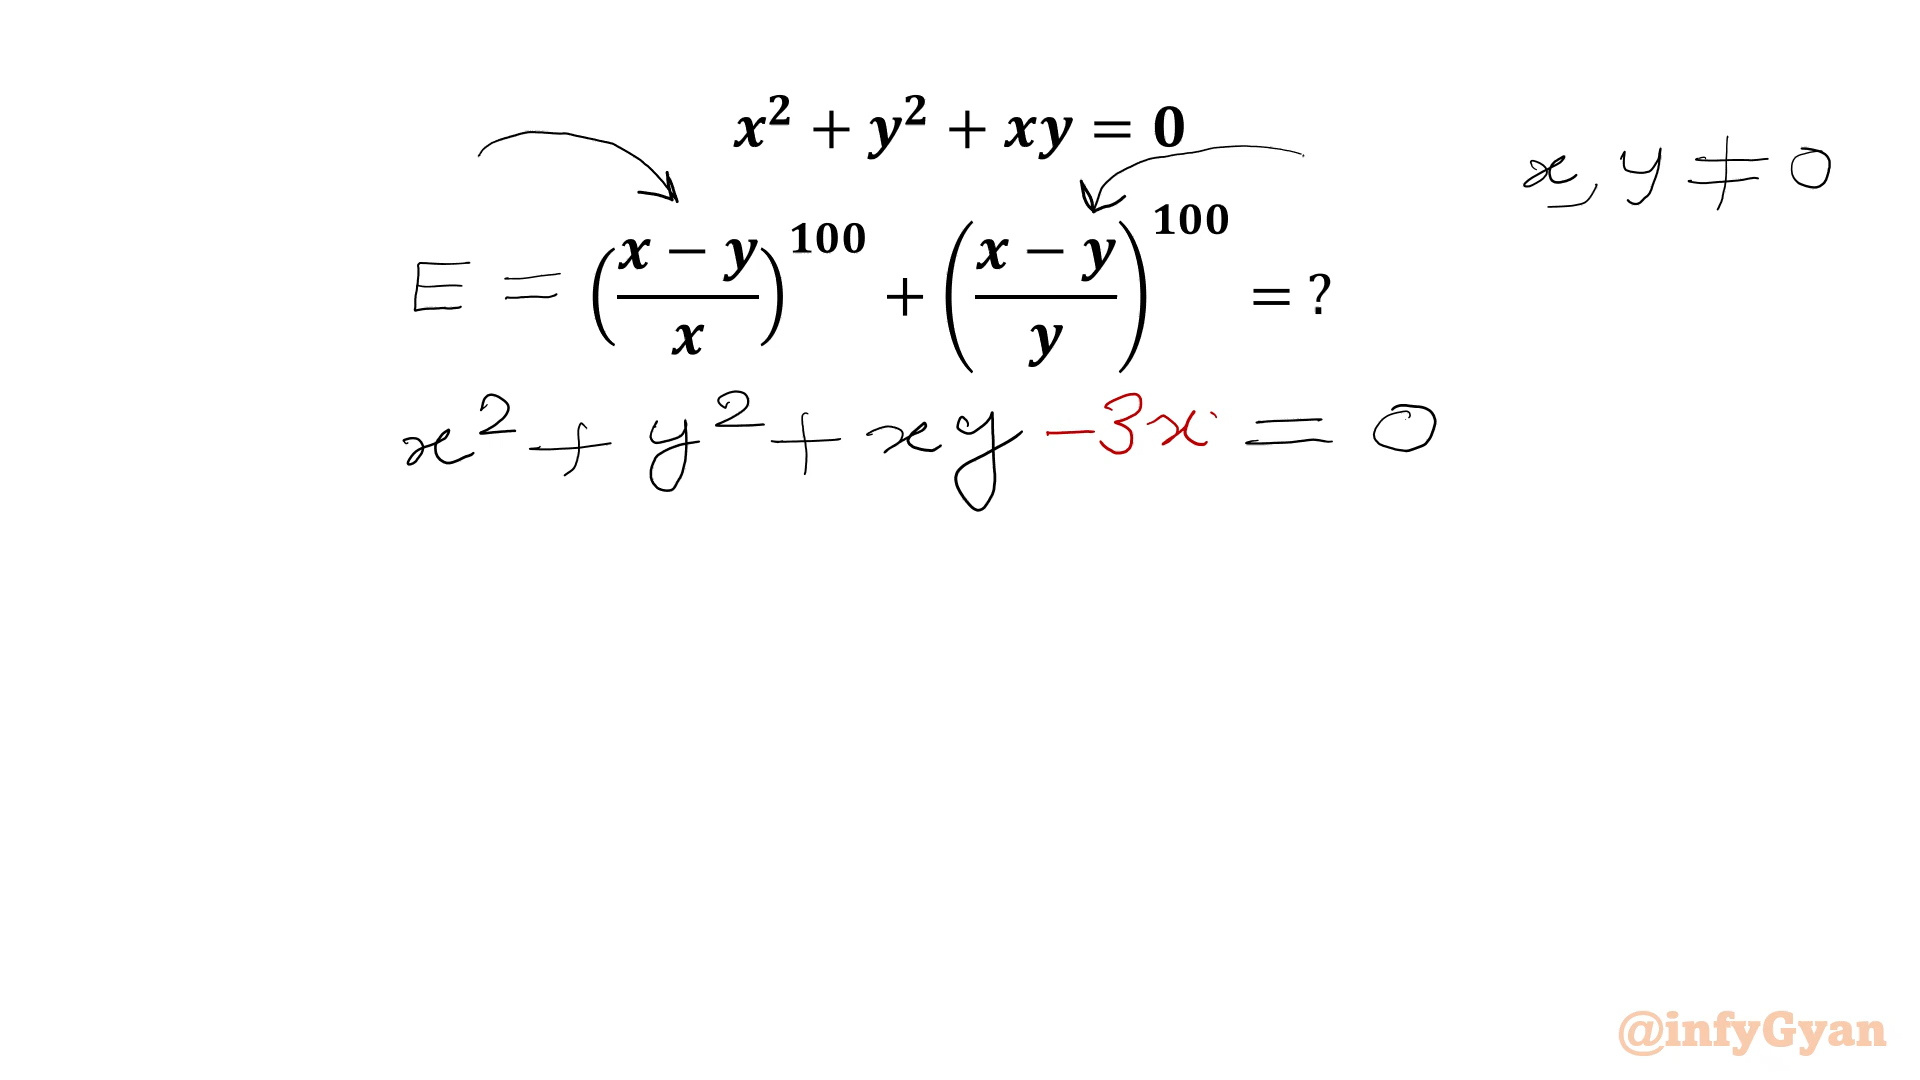 x² + y² + xy = 0
x, y ≠ 0
E = ((x − y)/x)¹⁰⁰ + ((x − y)/y)¹⁰⁰ = ?
x² + y² + xy −3x = 0
@infyGyan